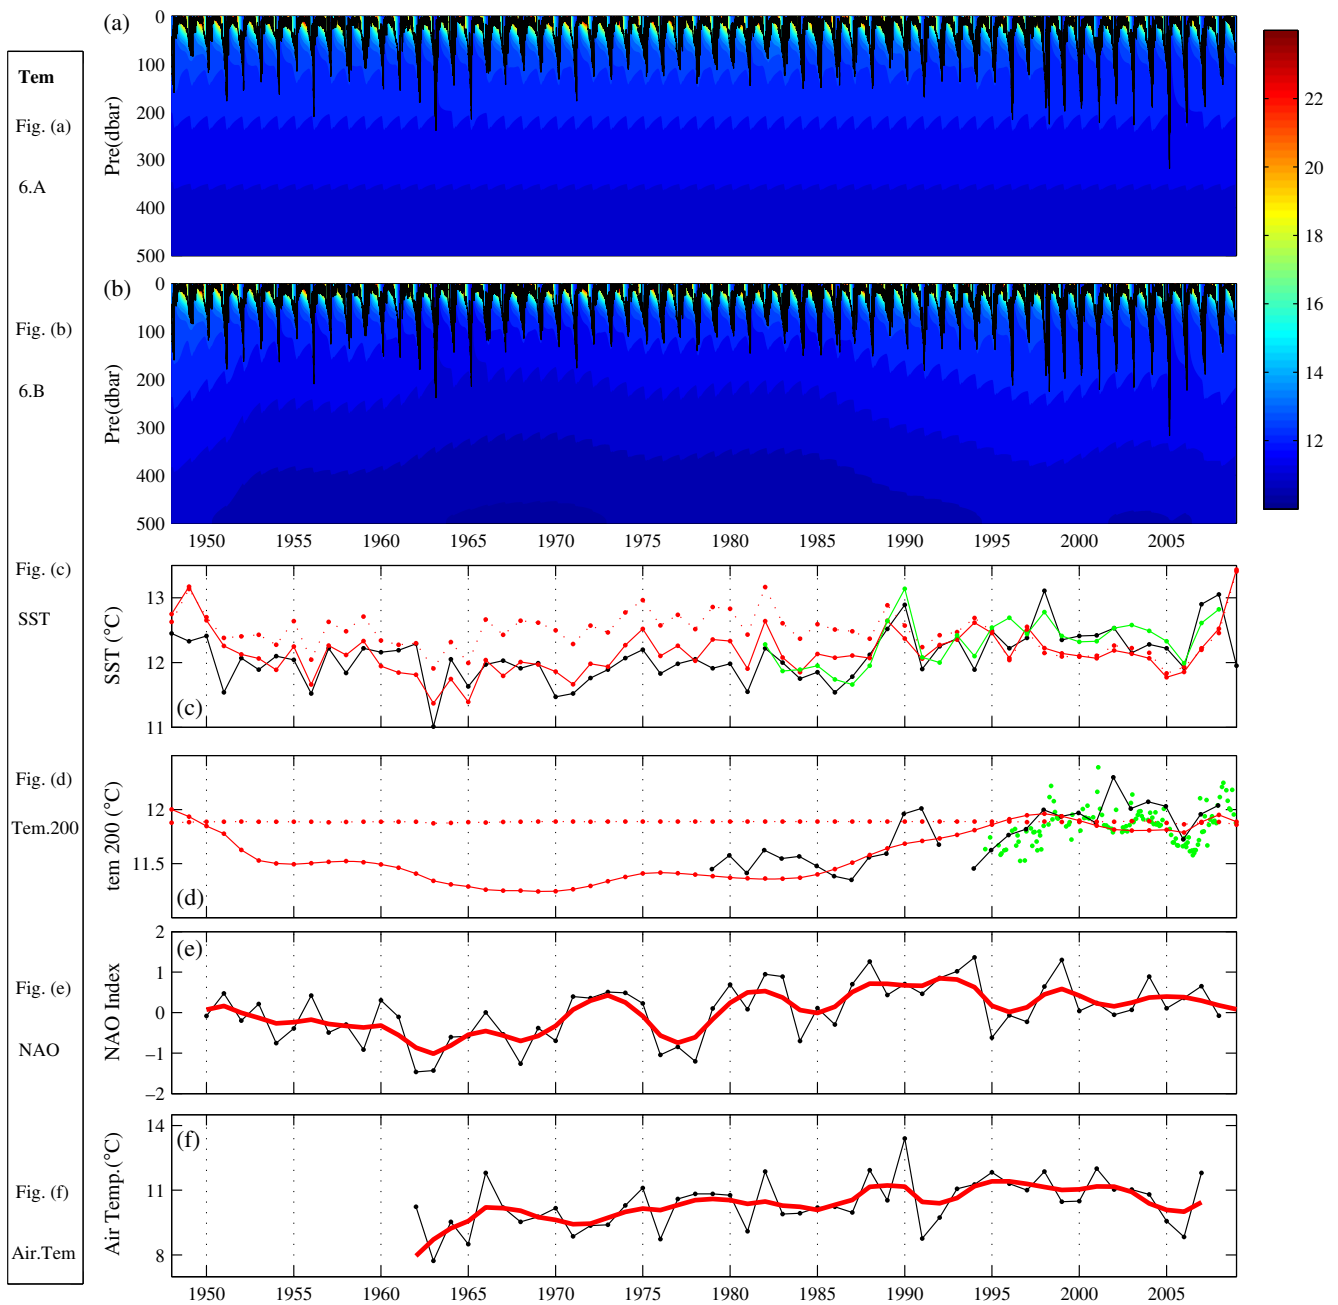 Tem
Fig. (a)
6.A
Fig. (b)
6.B
Fig. (c)
SST
Fig. (d)
Tem.200
Fig. (e)
NAO
Fig. (f)
Air.Tem
(a)
Pre(dbar)
0
100
200
300
400
500
(b)
Pre(dbar)
0
100
200
300
400
500
1950 1955 1960 1965 1970 1975 1980 1985 1990 1995 2000 2005
22
20
18
16
14
12
SST (°C)
13
12
11
(c)
tem 200 (°C)
12
11.5
(d)
NAO Index
2
1
0
−1
−2
(e)
Air Temp.(°C)
14
11
8
(f)
1950 1955 1960 1965 1970 1975 1980 1985 1990 1995 2000 2005